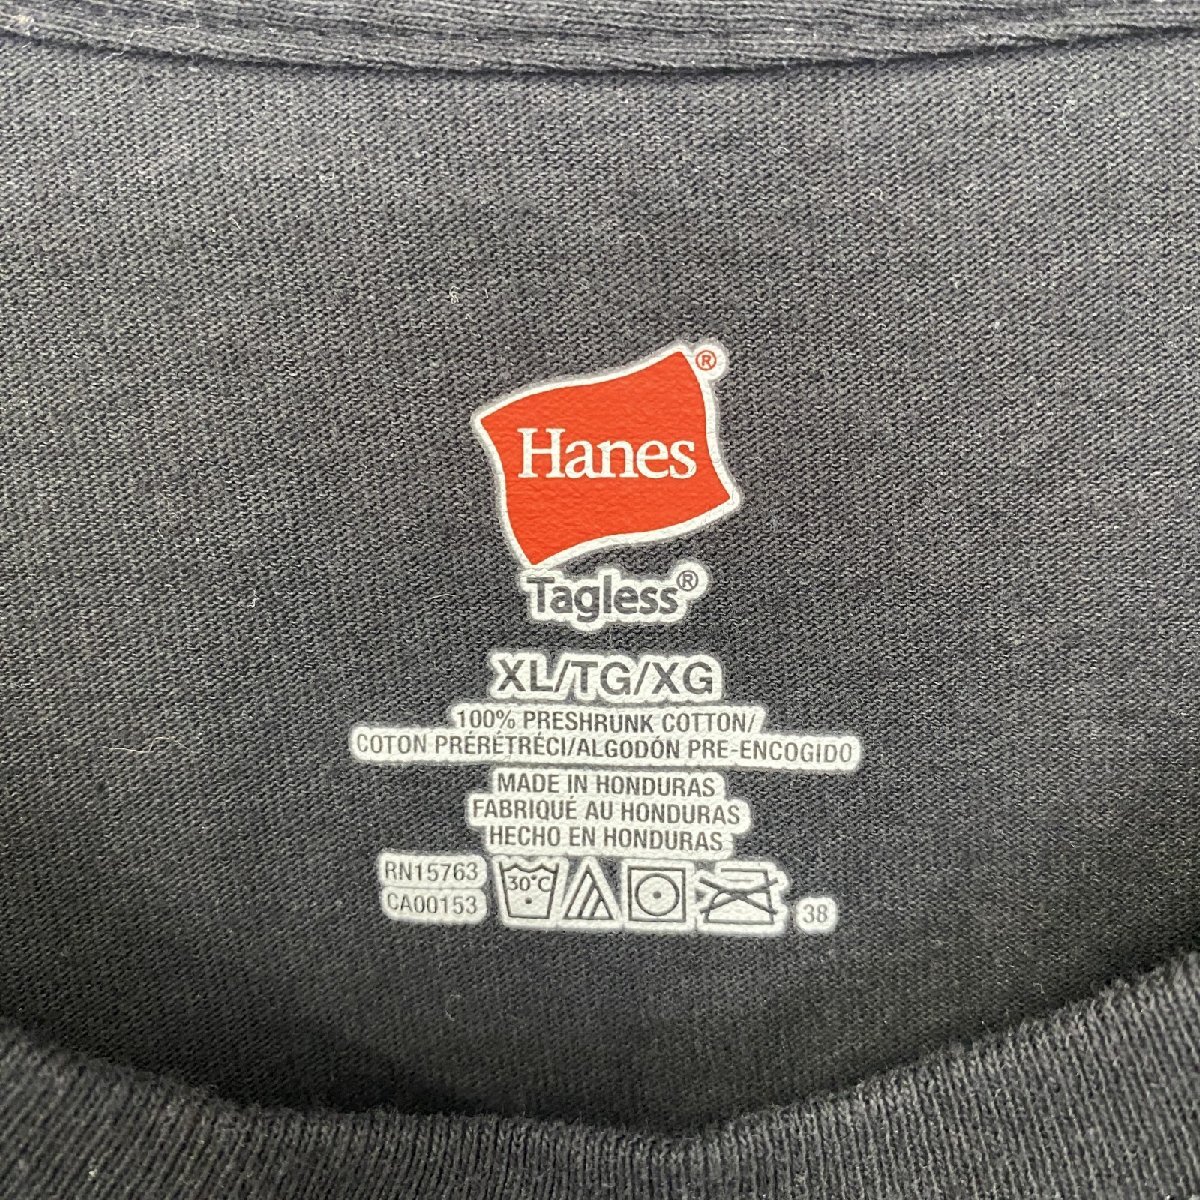 Hanes®
Tagless®
XL/TG/XG
100% PRESHRUNK COTTON/
COTON PRÉRÉTRÉCI/ALGODÓN PRE-ENCOGIDO
MADE IN HONDURAS
FABRIQUÉ AU HONDURAS
HECHO EN HONDURAS
RN15763
CA00153
30°C
38